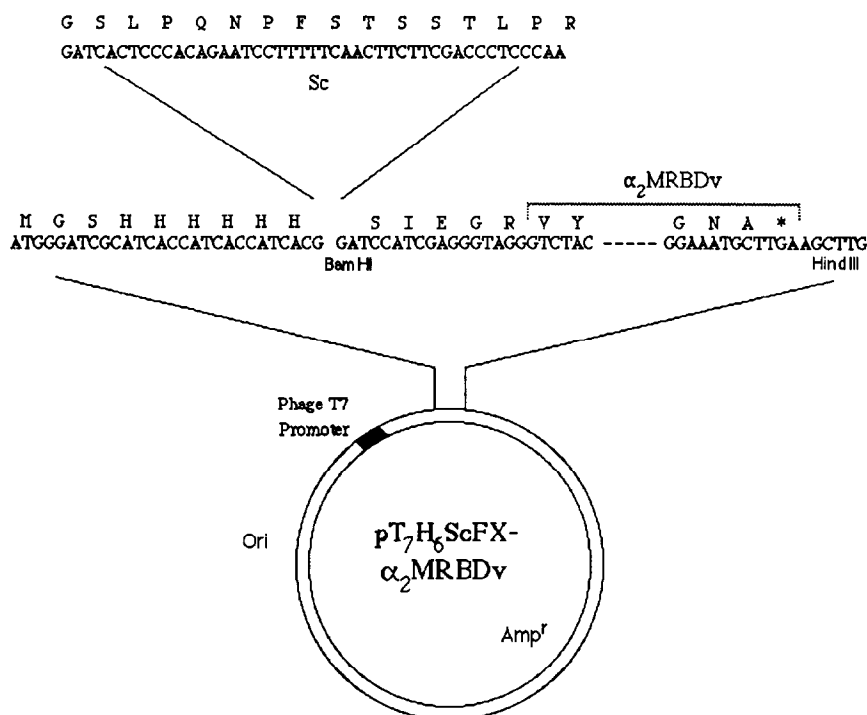 G S L P Q N P F S T S S T L P R
GATCACTCCCACAGAATCCTTTTTCAACTTCTTCGACCCTCCCAA
Sc
α₂MRBDv
M G S H H H H H H S I E G R V Y G N A *
ATGGGATCGCATCACCATCACCATCACG GATCCATCGAGGGTAGGGTCTAC ----- GGAAATGCTTGAAGCTTG
Bam HI Hind III
Phage T7
Promoter
Ori
pT₇H₆ScFX-
α₂MRBDv
Ampʳ